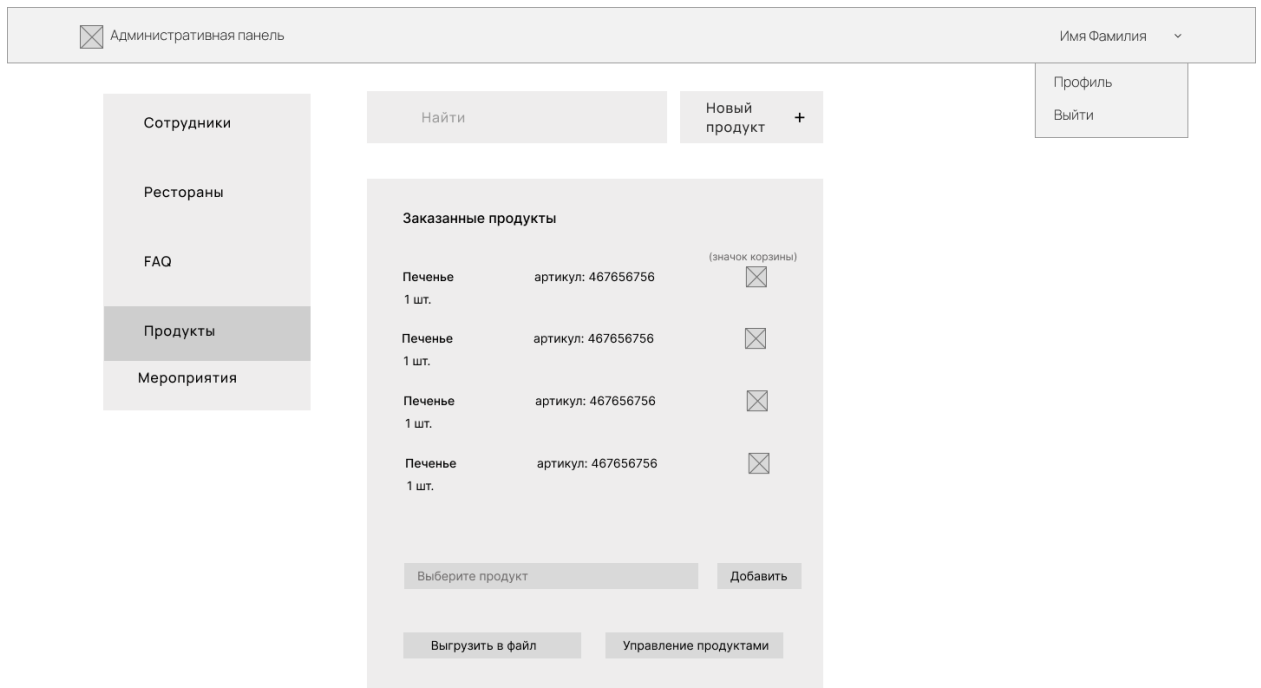 Административная панель
Имя Фамилия
Профиль
Выйти
Сотрудники
Рестораны
FAQ
Продукты
Мероприятия
Найти
Новый
продукт +
Заказанные продукты
(значок корзины)
Печенье артикул: 467656756
1 шт.
Печенье артикул: 467656756
1 шт.
Печенье артикул: 467656756
1 шт.
Печенье артикул: 467656756
1 шт.
Выберите продукт
Добавить
Выгрузить в файл
Управление продуктами